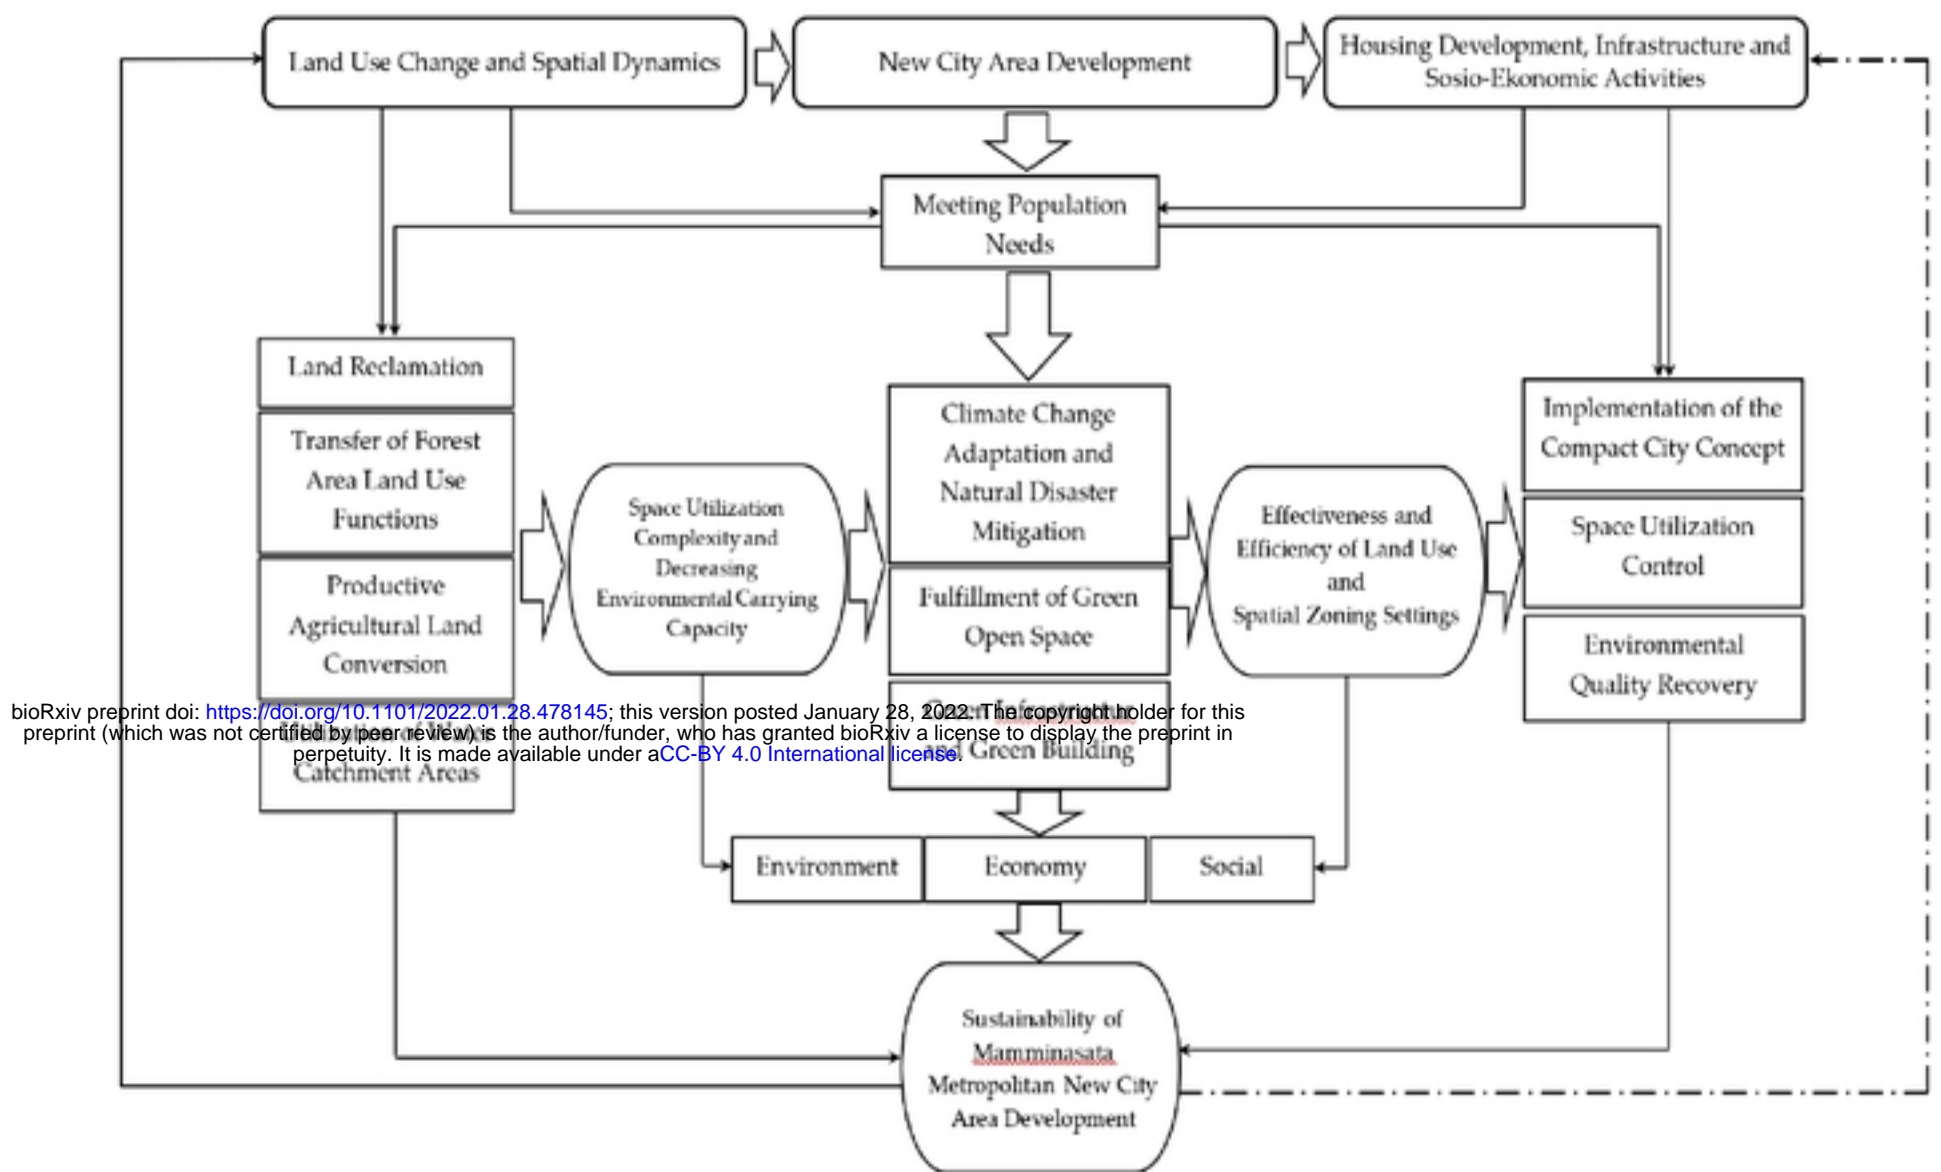 Land Use Change and Spatial Dynamics
New City Area Development
Housing Development, Infrastructure and
Sosio-Ekonomic Activities
Meeting Population
Needs
Land Reclamation
Transfer of Forest
Area Land Use
Functions
Productive
Agricultural Land
Conversion
Catchment Areas
Space Utilization
Complexity and
Decreasing
Environmental Carrying
Capacity
Climate Change
Adaptation and
Natural Disaster
Mitigation
Fulfillment of Green
Open Space
Green Infrastructur
and Green Building
Effectiveness and
Efficiency of Land Use
and
Spatial Zoning Settings
Implementation of the
Compact City Concept
Space Utilization
Control
Environmental
Quality Recovery
bioRxiv preprint doi: https://doi.org/10.1101/2022.01.28.478145; this version posted January 28, 2022. The copyright holder for this
preprint (which was not certified by peer review) is the author/funder, who has granted bioRxiv a license to display the preprint in
perpetuity. It is made available under aCC-BY 4.0 International license.
Environment
Economy
Social
Sustainability of
Mamminasata
Metropolitan New City
Area Development